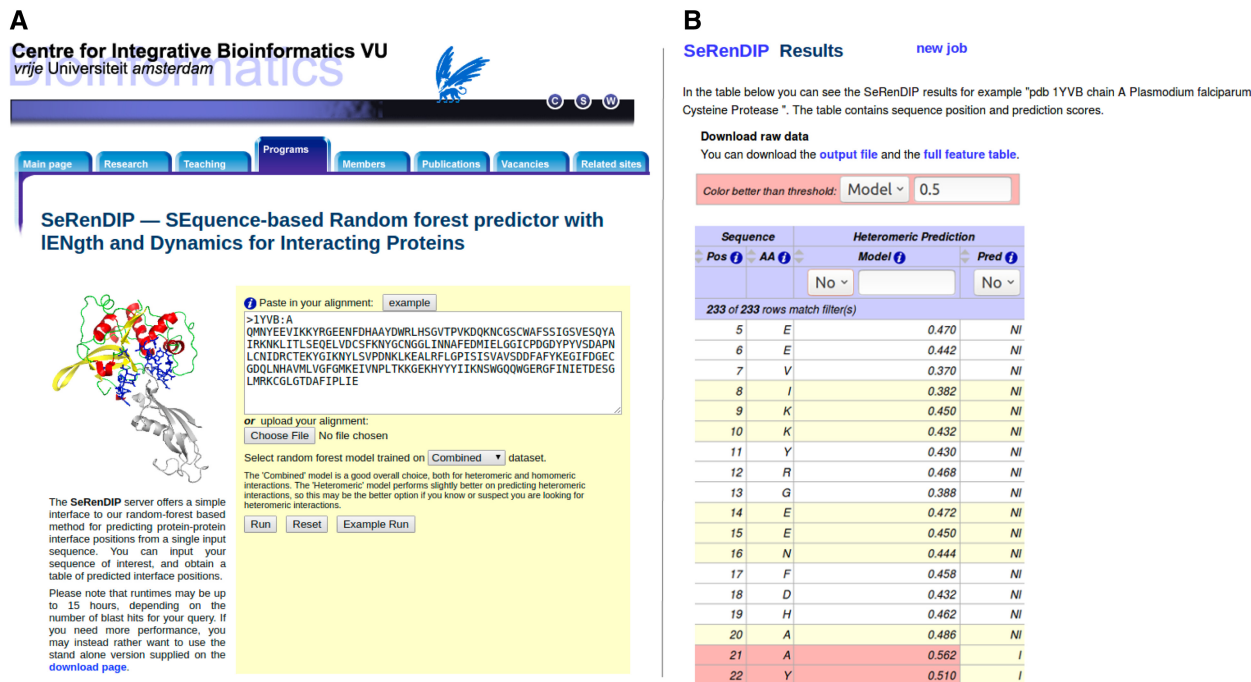 A
Centre for Integrative Bioinformatics VU
Bioinformatics
vrije Universiteit amsterdam
C S W
Main page Research Teaching Programs Members Publications Vacancies Related sites
SeRenDIP — SEquence-based Random forest predictor with
lENgth and Dynamics for Interacting Proteins
The SeRenDIP server offers a simple
interface to our random-forest based
method for predicting protein-protein
interface positions from a single input
sequence. You can input your
sequence of interest, and obtain a
table of predicted interface positions.
Please note that runtimes may be up
to 15 hours, depending on the
number of blast hits for your query. If
you need more performance, you
may instead rather want to use the
stand alone version supplied on the
download page.
i Paste in your alignment: example
>1YVB:A
QMNYEEVIKKYRGEENFDHAAYDWRLHSGVTPVKDQKNCGSCWAFSSIGSVESQYA
IRKNKLITLSEQELVDCSFKNYGCNGGLINNAFEDMIELGGICPDGDYPYVSDAPN
LCNIDRCTEKYGIKNYLSVPDNKLKEALRFLGPISISVAVSDDFAFYKEGIFDGEC
GDQLNHAVMLVGFGMKEIVNPLTKKGEKHYYYIIKNSWGQQWGERGFINIETDESG
LMRKCGLGTDAFIPLIE
or upload your alignment:
Choose File No file chosen
Select random forest model trained on Combined dataset.
The 'Combined' model is a good overall choice, both for heteromeric and homomeric
interactions. The 'Heteromeric' model performs slightly better on predicting heteromeric
interactions, so this may be the better option if you know or suspect you are looking for
heteromeric interactions.
Run Reset Example Run
B
SeRenDIP Results new job
In the table below you can see the SeRenDIP results for example "pdb 1YVB chain A Plasmodium falciparum
Cysteine Protease ". The table contains sequence position and prediction scores.
Download raw data
You can download the output file and the full feature table.
Color better than threshold: Model 0.5
Sequence Heteromeric Prediction
Pos i AA i Model i Pred i
No No
233 of 233 rows match filter(s)
5 E 0.470 NI
6 E 0.442 NI
7 V 0.370 NI
8 I 0.382 NI
9 K 0.450 NI
10 K 0.432 NI
11 Y 0.430 NI
12 R 0.468 NI
13 G 0.388 NI
14 E 0.472 NI
15 E 0.450 NI
16 N 0.444 NI
17 F 0.458 NI
18 D 0.432 NI
19 H 0.462 NI
20 A 0.486 NI
21 A 0.562 I
22 Y 0.510 I